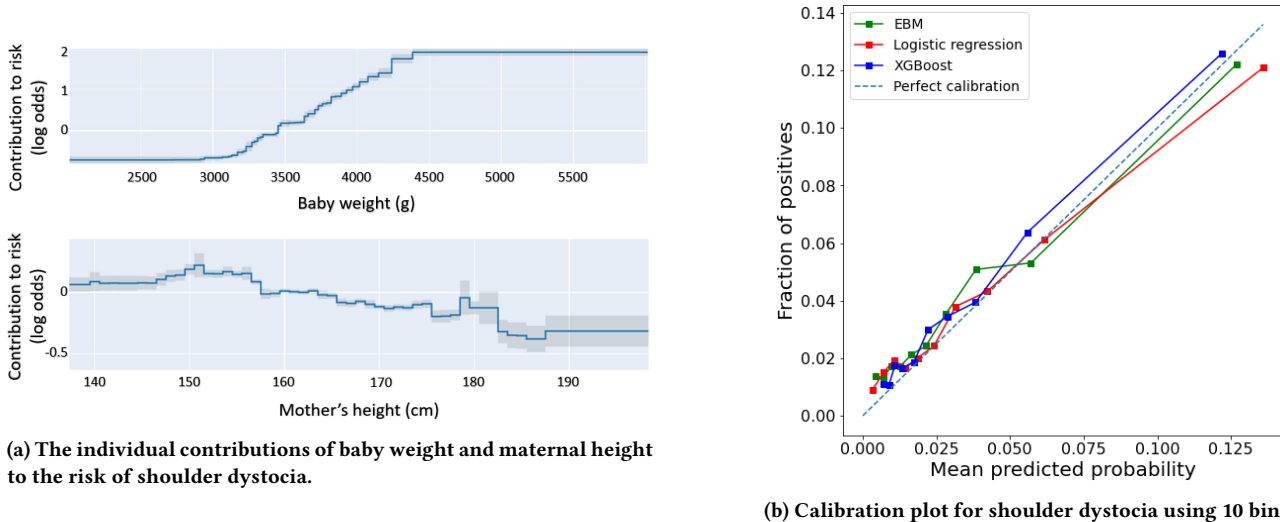 Contribution to risk
(log odds)
2
1
0
2500 3000 3500 4000 4500 5000 5500
Baby weight (g)
Contribution to risk
(log odds)
0
-0.5
140 150 160 170 180 190
Mother's height (cm)
(a) The individual contributions of baby weight and maternal height
to the risk of shoulder dystocia.
EBM
Logistic regression
XGBoost
Perfect calibration
Fraction of positives
0.14
0.12
0.10
0.08
0.06
0.04
0.02
0.00
0.000 0.025 0.050 0.075 0.100 0.125
Mean predicted probability
(b) Calibration plot for shoulder dystocia using 10 bin